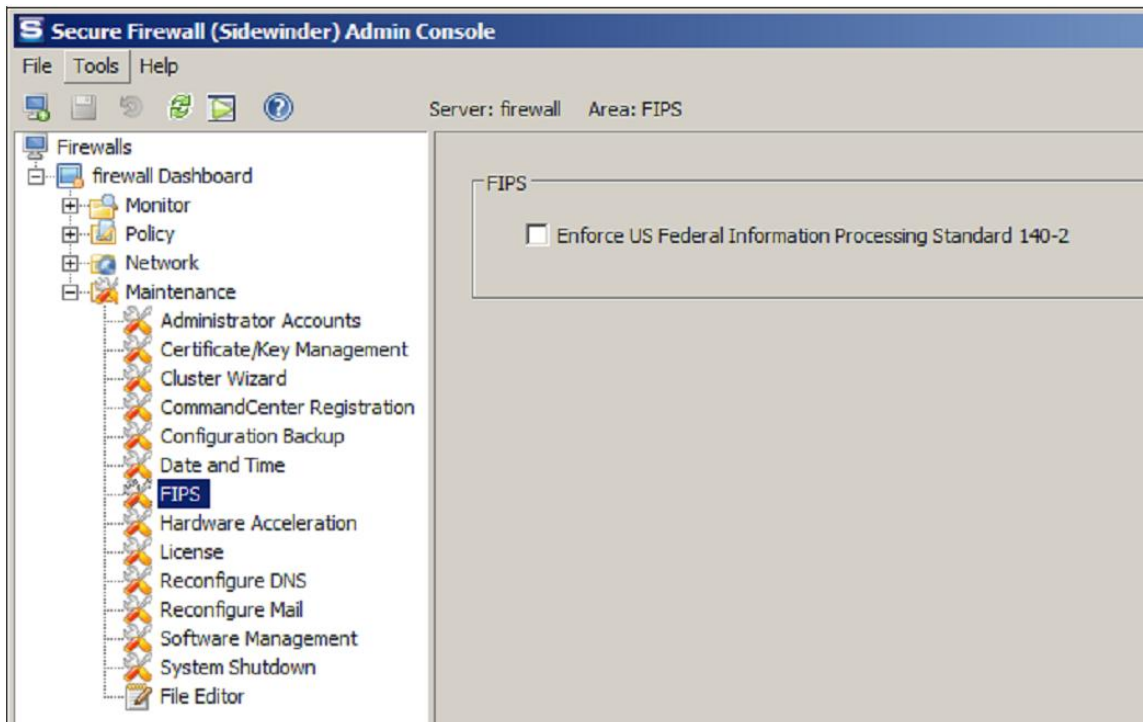 Secure Firewall (Sidewinder) Admin Console
File Tools Help
Server: firewall Area: FIPS
Firewalls
firewall Dashboard
Monitor
Policy
Network
Maintenance
Administrator Accounts
Certificate/Key Management
Cluster Wizard
CommandCenter Registration
Configuration Backup
Date and Time
FIPS
Hardware Acceleration
License
Reconfigure DNS
Reconfigure Mail
Software Management
System Shutdown
File Editor
FIPS
Enforce US Federal Information Processing Standard 140-2